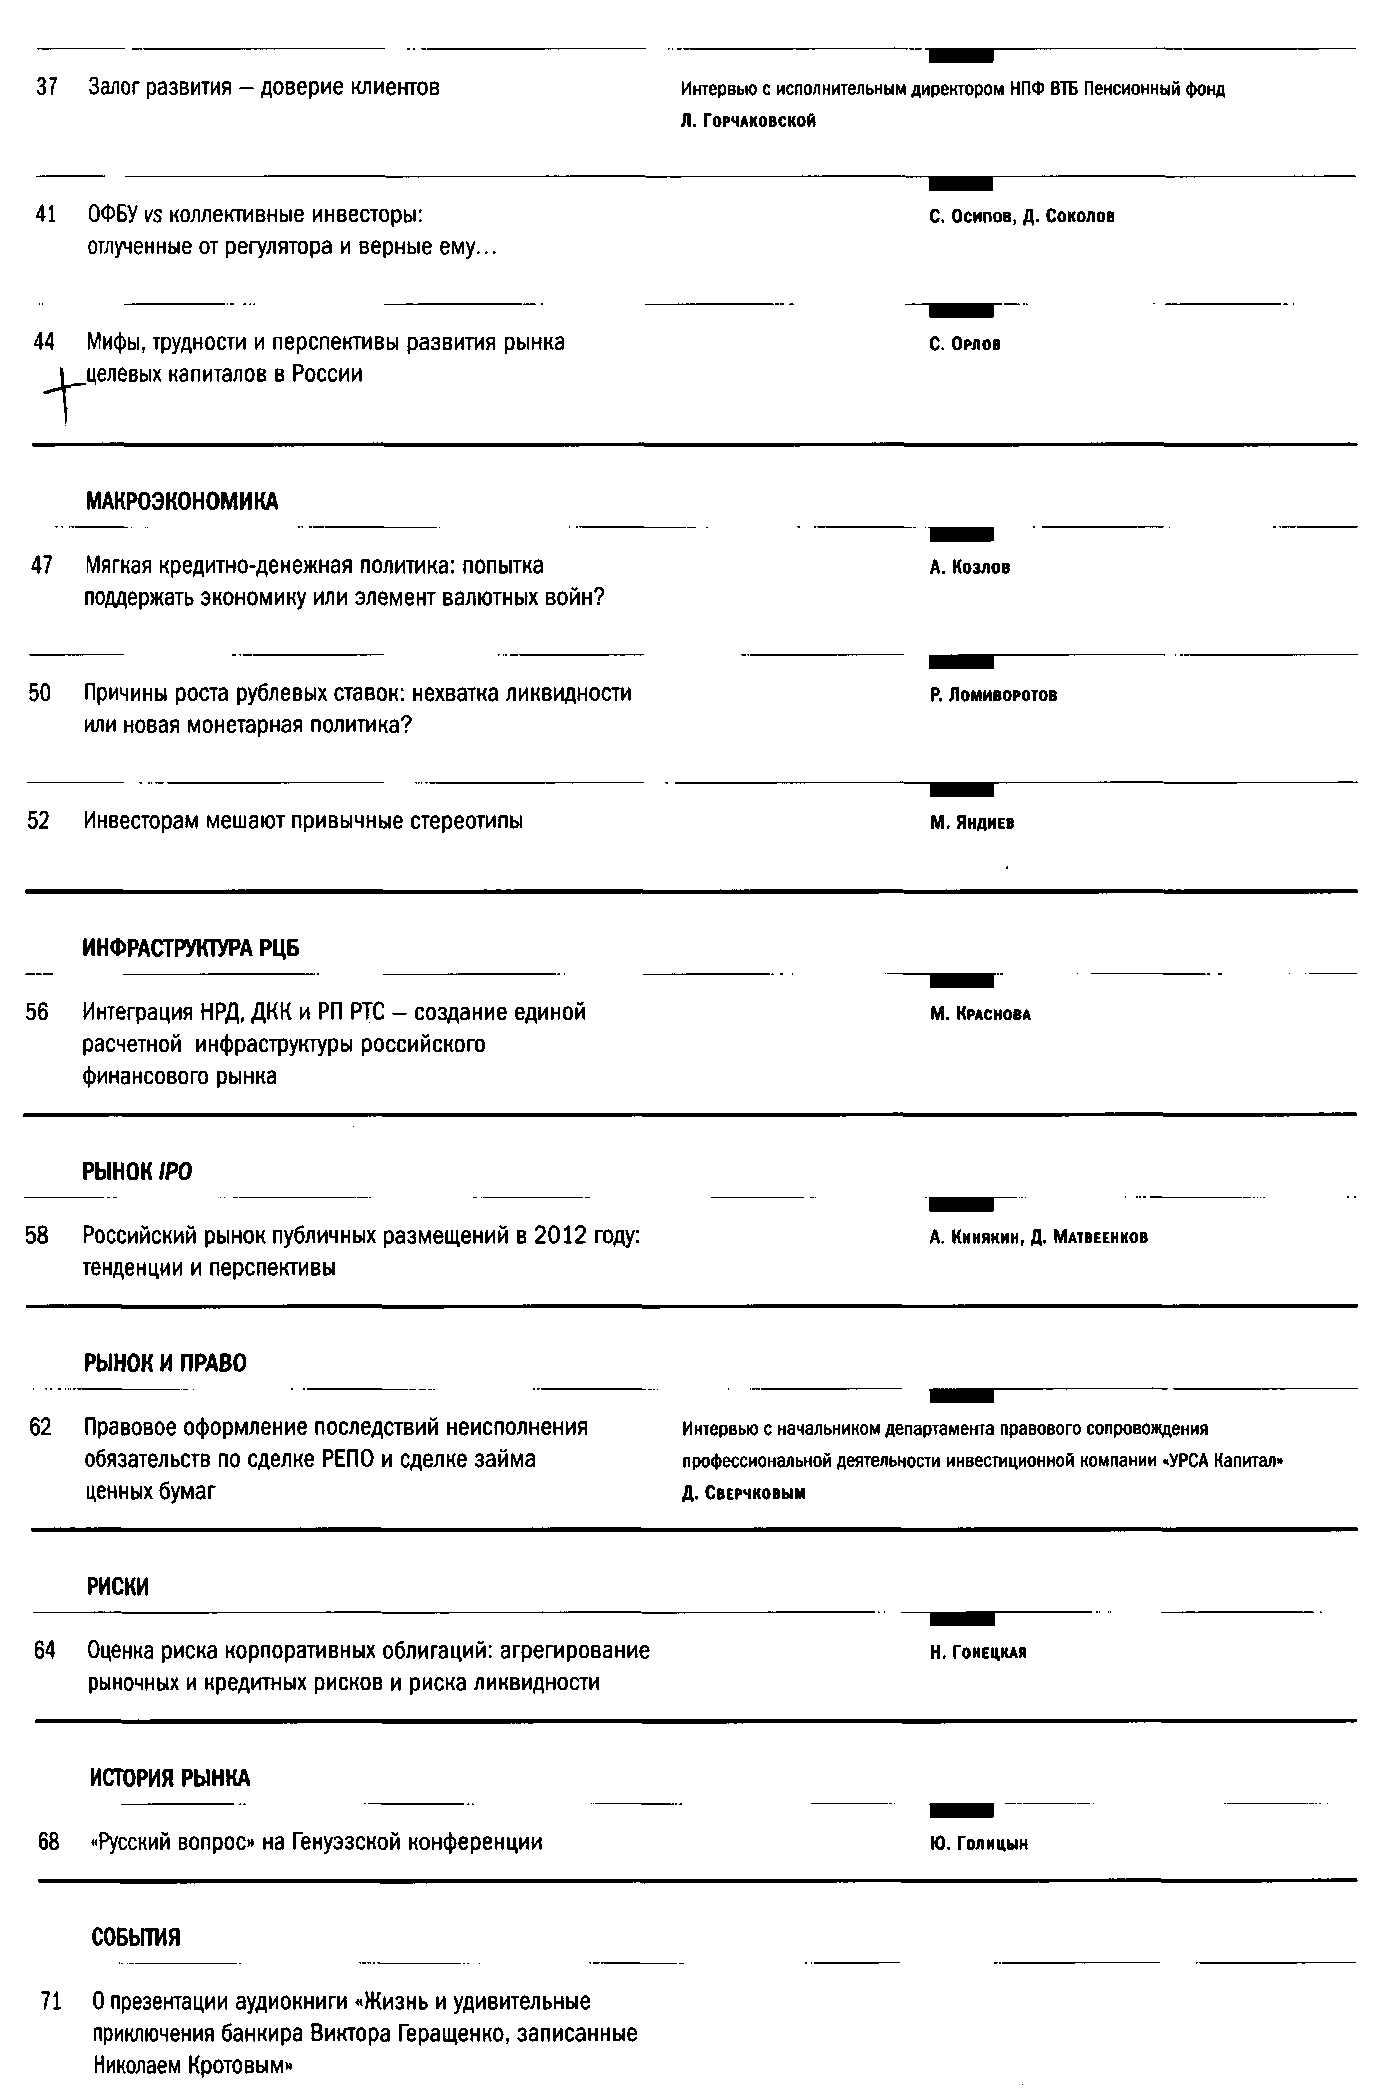 37 Залог развития – доверие клиентов Интервью с исполнительным директором НПФ ВТБ Пенсионный фонд
Л. Горчаковской
41 ОФБУ vs коллективные инвесторы: С. Осипов, Д. Соколов
отлученные от регулятора и верные ему...
44 Мифы, трудности и перспективы развития рынка С. Орлов
целевых капиталов в России
МАКРОЭКОНОМИКА
47 Мягкая кредитно-денежная политика: попытка А. Козлов
поддержать экономику или элемент валютных войн?
50 Причины роста рублевых ставок: нехватка ликвидности Р. Ломиворотов
или новая монетарная политика?
52 Инвесторам мешают привычные стереотипы М. Яндиев
ИНФРАСТРУКТУРА РЦБ
56 Интеграция НРД, ДКК и РП РТС – создание единой М. Краснова
расчетной инфраструктуры российского
финансового рынка
РЫНОК IPO
58 Российский рынок публичных размещений в 2012 году: А. Кинякин, Д. Матвеенков
тенденции и перспективы
РЫНОК И ПРАВО
62 Правовое оформление последствий неисполнения Интервью с начальником департамента правового сопровождения
обязательств по сделке РЕПО и сделке займа профессиональной деятельности инвестиционной компании «УРСА Капитал»
ценных бумаг Д. Сверчковым
РИСКИ
64 Оценка риска корпоративных облигаций: агрегирование Н. Гонецкая
рыночных и кредитных рисков и риска ликвидности
ИСТОРИЯ РЫНКА
68 «Русский вопрос» на Генуэзской конференции Ю. Голицын
СОБЫТИЯ
71 О презентации аудиокниги «Жизнь и удивительные
приключения банкира Виктора Геращенко, записанные
Николаем Кротовым»